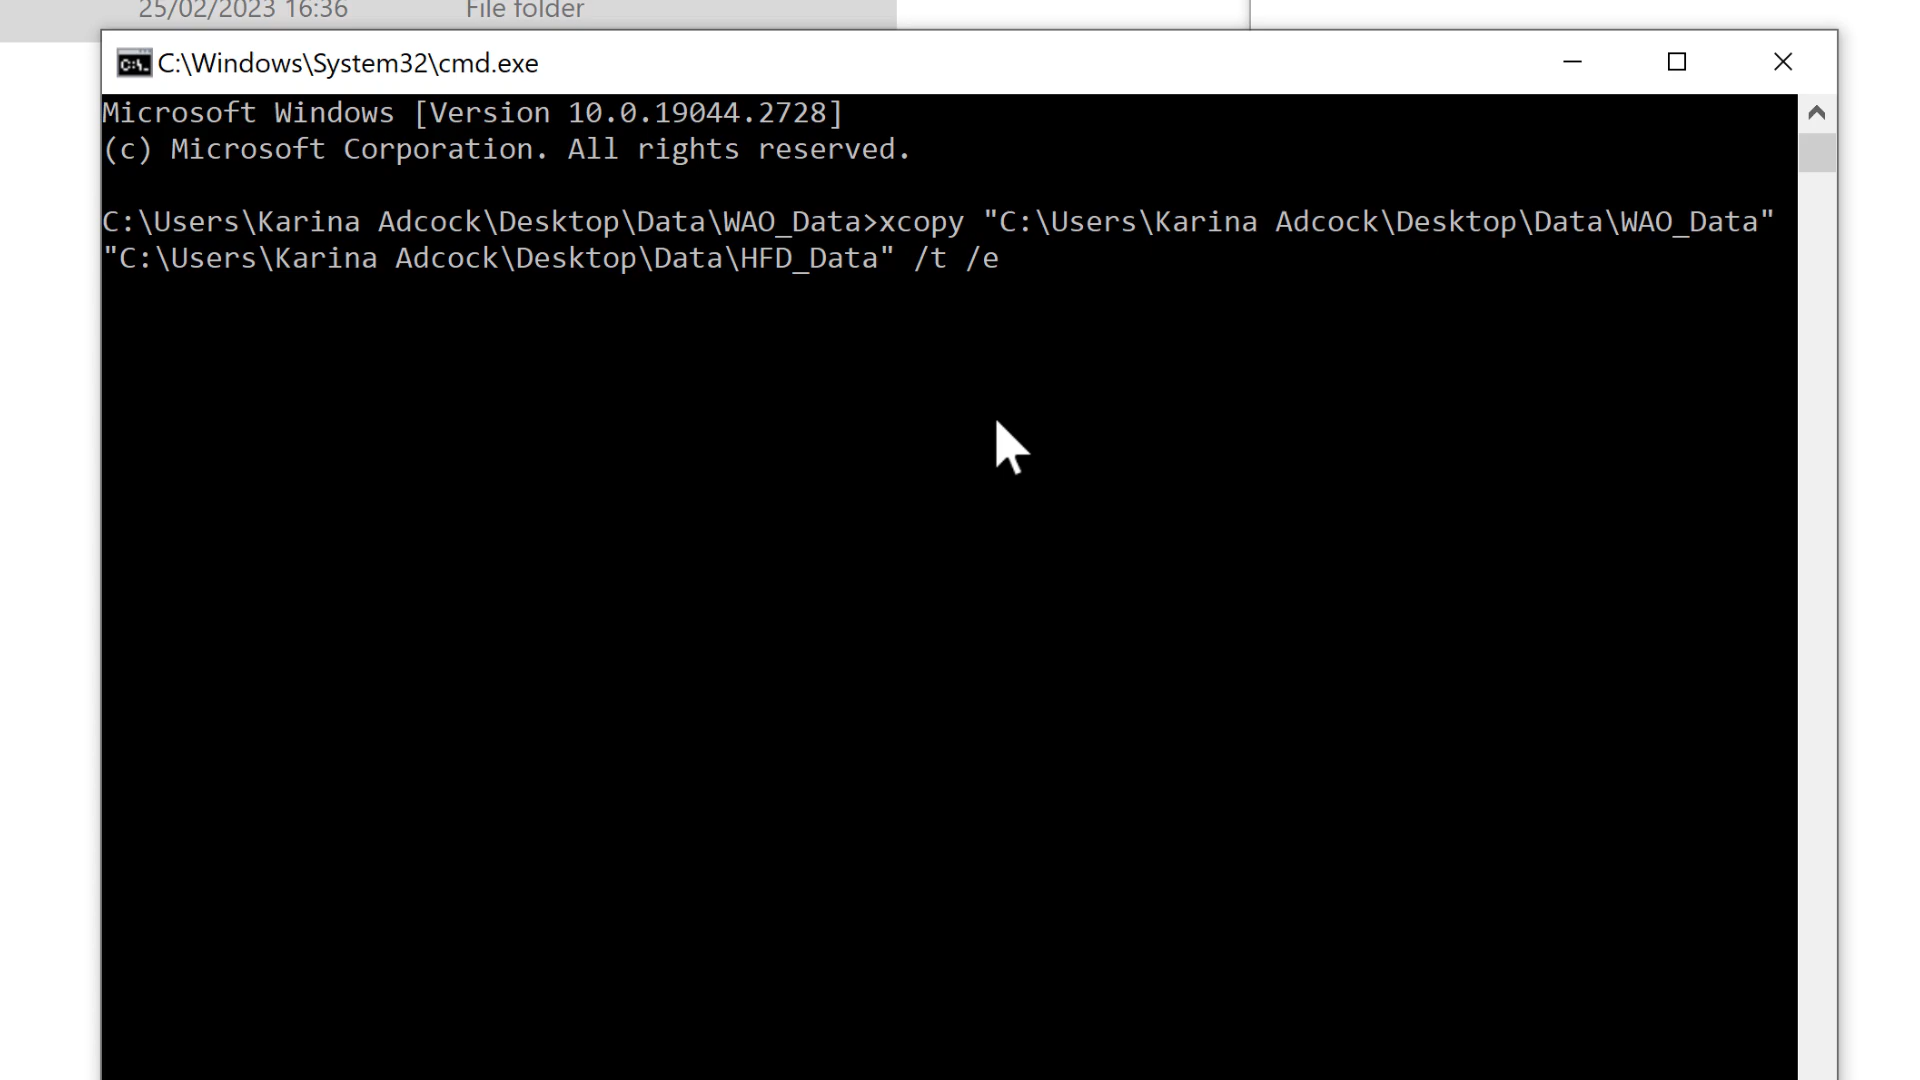 25/02/2023 16:36 File folder
C:\Windows\System32\cmd.exe
Microsoft Windows [Version 10.0.19044.2728]
(c) Microsoft Corporation. All rights reserved.
C:\Users\Karina Adcock\Desktop\Data\WAO_Data>xcopy "C:\Users\Karina Adcock\Desktop\Data\WAO_Data"
"C:\Users\Karina Adcock\Desktop\Data\HFD_Data" /t /e